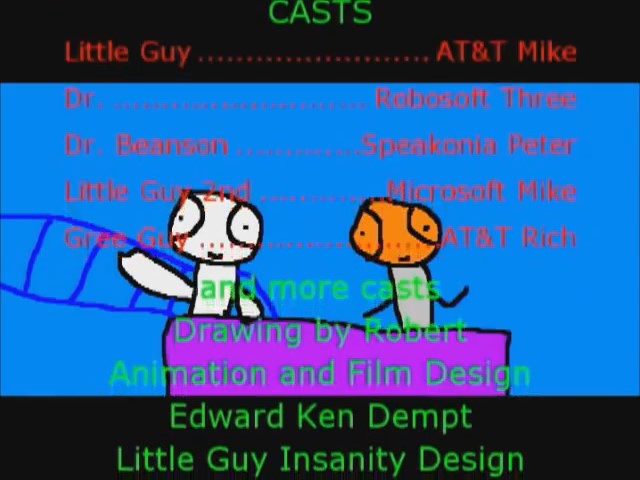 CASTS
Little Guy ........................ AT&T Mike
Dr. ........................... Robosoft Three
Dr. Beanson .............Speakonia Peter
Little Guy 2nd ..............Microsoft Mike
Gree Guy .........................AT&T Rich
and more casts
Drawing by Robert
Animation and Film Design
Edward Ken Dempt
Little Guy Insanity Design